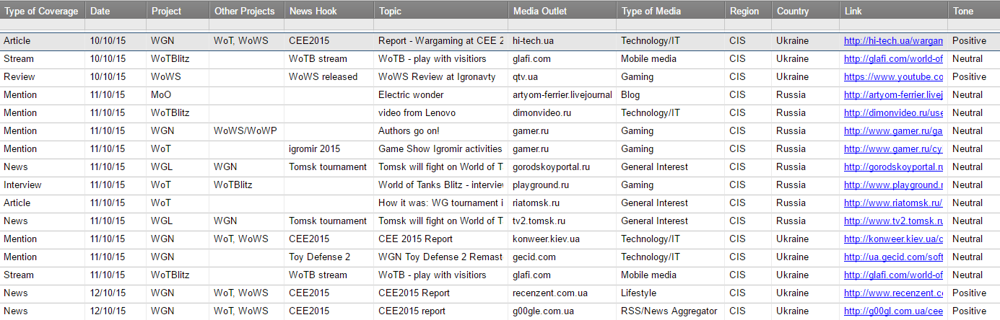 Type of Coverage Date Project Other Projects News Hook Topic Media Outlet Type of Media Region Country Link Tone
Article 10/10/15 WGN WoT, WoWS CEE2015 Report - Wargaming at CEE 2 hi-tech.ua Technology/IT CIS Ukraine http://hi-tech.ua/wargan Positive
Stream 10/10/15 WoTBlitz WoTB stream WoTB - play with visitiors glafi.com Mobile media CIS Ukraine http://glafi.com/world-of Neutral
Review 10/10/15 WoWS WoWS released WoWS Review at Igronavty qtv.ua Gaming CIS Ukraine https://www.youtube.co Positive
Mention 11/10/15 MoO Electric wonder artyom-ferrier.livejournal Blog CIS Russia http://artyom-ferrier.livej Neutral
Mention 11/10/15 WoTBlitz video from Lenovo dimonvideo.ru Technology/IT CIS Russia http://dimonvideo.ru/use Neutral
Mention 11/10/15 WGN WoWS/WoWP Authors go on! gamer.ru Gaming CIS Russia http://www.gamer.ru/ga Neutral
Mention 11/10/15 WoT igromir 2015 Game Show Igromir activities gamer.ru Gaming CIS Russia http://www.gamer.ru/cy Neutral
News 11/10/15 WGL WGN Tomsk tournament Tomsk will fight on World of T gorodskoyportal.ru General Interest CIS Russia http://gorodskoyportal.ru Neutral
Interview 11/10/15 WoT WoTBlitz World of Tanks Blitz - interviev playground.ru Gaming CIS Russia http://www.playground.r Neutral
Article 11/10/15 WoT How it was: WG tournament i riatomsk.ru General Interest CIS Russia http://www.riatomsk.ru/ Neutral
News 11/10/15 WGL WGN Tomsk tournament Tomsk will fight on World of T tv2.tomsk.ru General Interest CIS Russia http://www.tv2.tomsk.ru Neutral
Mention 11/10/15 WGN WoT, WoWS CEE2015 CEE 2015 Report konweer.kiev.ua Technology/IT CIS Ukraine http://konweer.kiev.ua/c Neutral
Mention 11/10/15 WGN Toy Defense 2 WGN Toy Defense 2 Remast gecid.com Technology/IT CIS Ukraine http://ua.gecid.com/soft Neutral
Stream 11/10/15 WoTBlitz WoTB stream WoTB - play with visitiors glafi.com Mobile media CIS Ukraine http://glafi.com/world-of Neutral
News 12/10/15 WGN WoT, WoWS CEE2015 CEE2015 Report recenzent.com.ua Lifestyle CIS Ukraine http://www.recenzent.c Positive
News 12/10/15 WGN WoT, WoWS CEE2015 CEE2015 report g00gle.com.ua RSS/News Aggregator CIS Ukraine http://g00gl.com.ua/cee Neutral